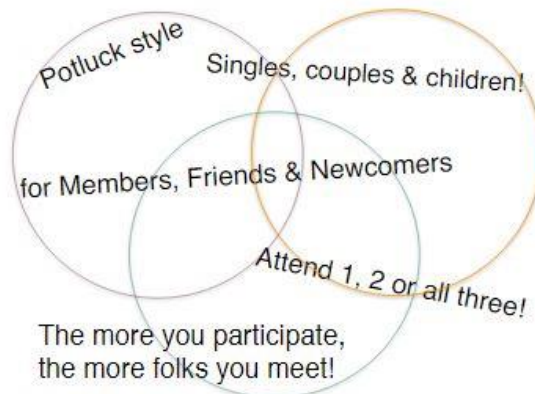 Potluck style
Singles, couples & children!
for Members, Friends & Newcomers
Attend 1, 2 or all three!
The more you participate,
the more folks you meet!